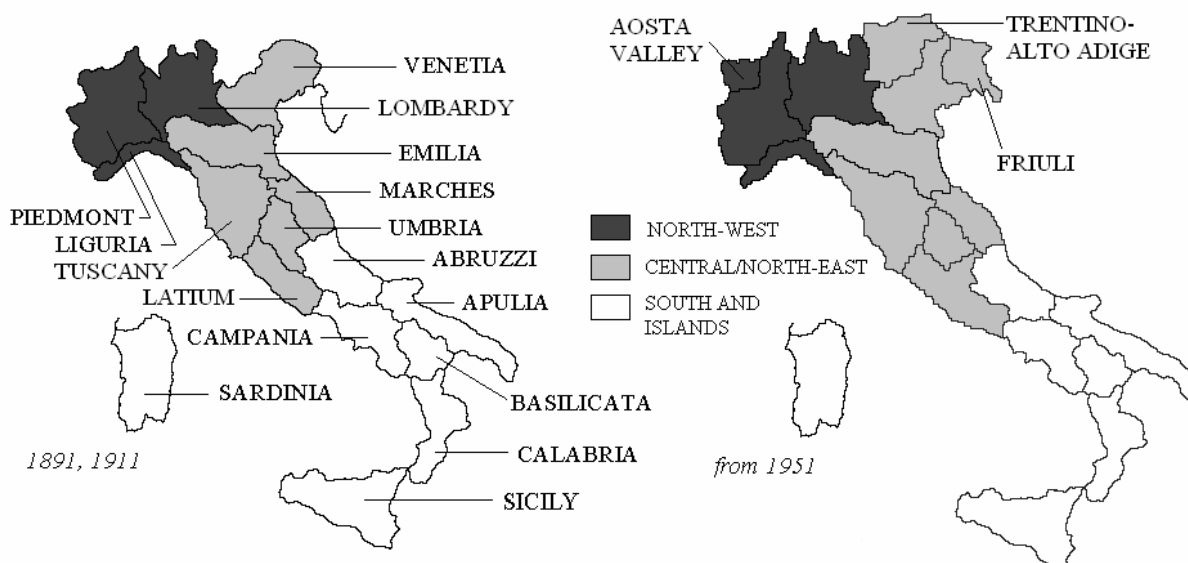 VENETIA
LOMBARDY
EMILIA
MARCHES
PIEDMONT
UMBRIA
LIGURIA
TUSCANY
ABRUZZI
LATIUM
APULIA
CAMPANIA
SARDINIA
BASILICATA
1891, 1911
CALABRIA
SICILY
NORTH-WEST
CENTRAL/NORTH-EAST
SOUTH AND
ISLANDS
AOSTA
VALLEY
TRENTINO-
ALTO ADIGE
FRIULI
from 1951